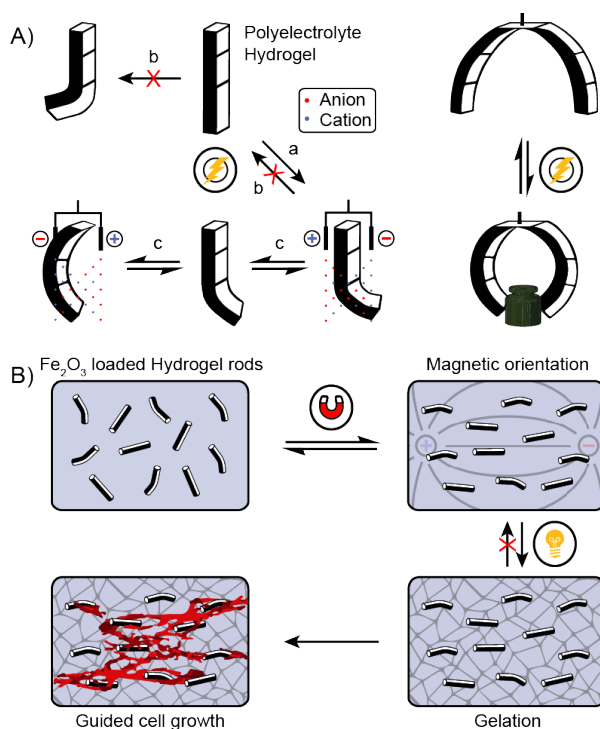 A)
Polyelectrolyte
Hydrogel
b
Anion
Cation
a
b
− +
c
c
+ −
B)
Fe₂O₃ loaded Hydrogel rods
Magnetic orientation
+ −
Guided cell growth
Gelation